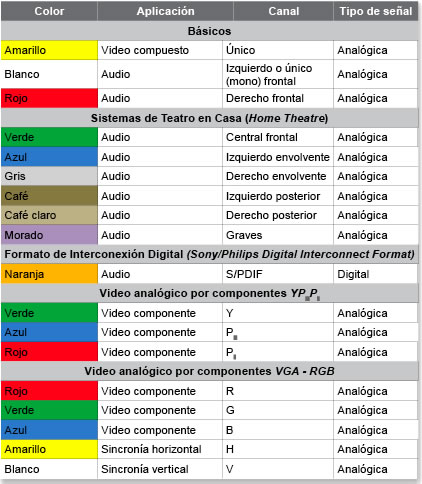 Color Aplicación Canal Tipo de señal
Básicos
Amarillo Video compuesto Único Analógica
Blanco Audio Izquierdo o único (mono) frontal Analógica
Rojo Audio Derecho frontal Analógica
Sistemas de Teatro en Casa (Home Theatre)
Verde Audio Central frontal Analógica
Azul Audio Izquierdo envolvente Analógica
Gris Audio Derecho envolvente Analógica
Café Audio Izquierdo posterior Analógica
Café claro Audio Derecho posterior Analógica
Morado Audio Graves Analógica
Formato de Interconexión Digital (Sony/Philips Digital Interconnect Format)
Naranja Audio S/PDIF Digital
Video analógico por componentes YPP
Verde Video componente Y Analógica
Azul Video componente P Analógica
Rojo Video componente P Analógica
Video analógico por componentes VGA - RGB
Rojo Video componente R Analógica
Verde Video componente G Analógica
Azul Video componente B Analógica
Amarillo Sincronía horizontal H Analógica
Blanco Sincronía vertical V Analógica